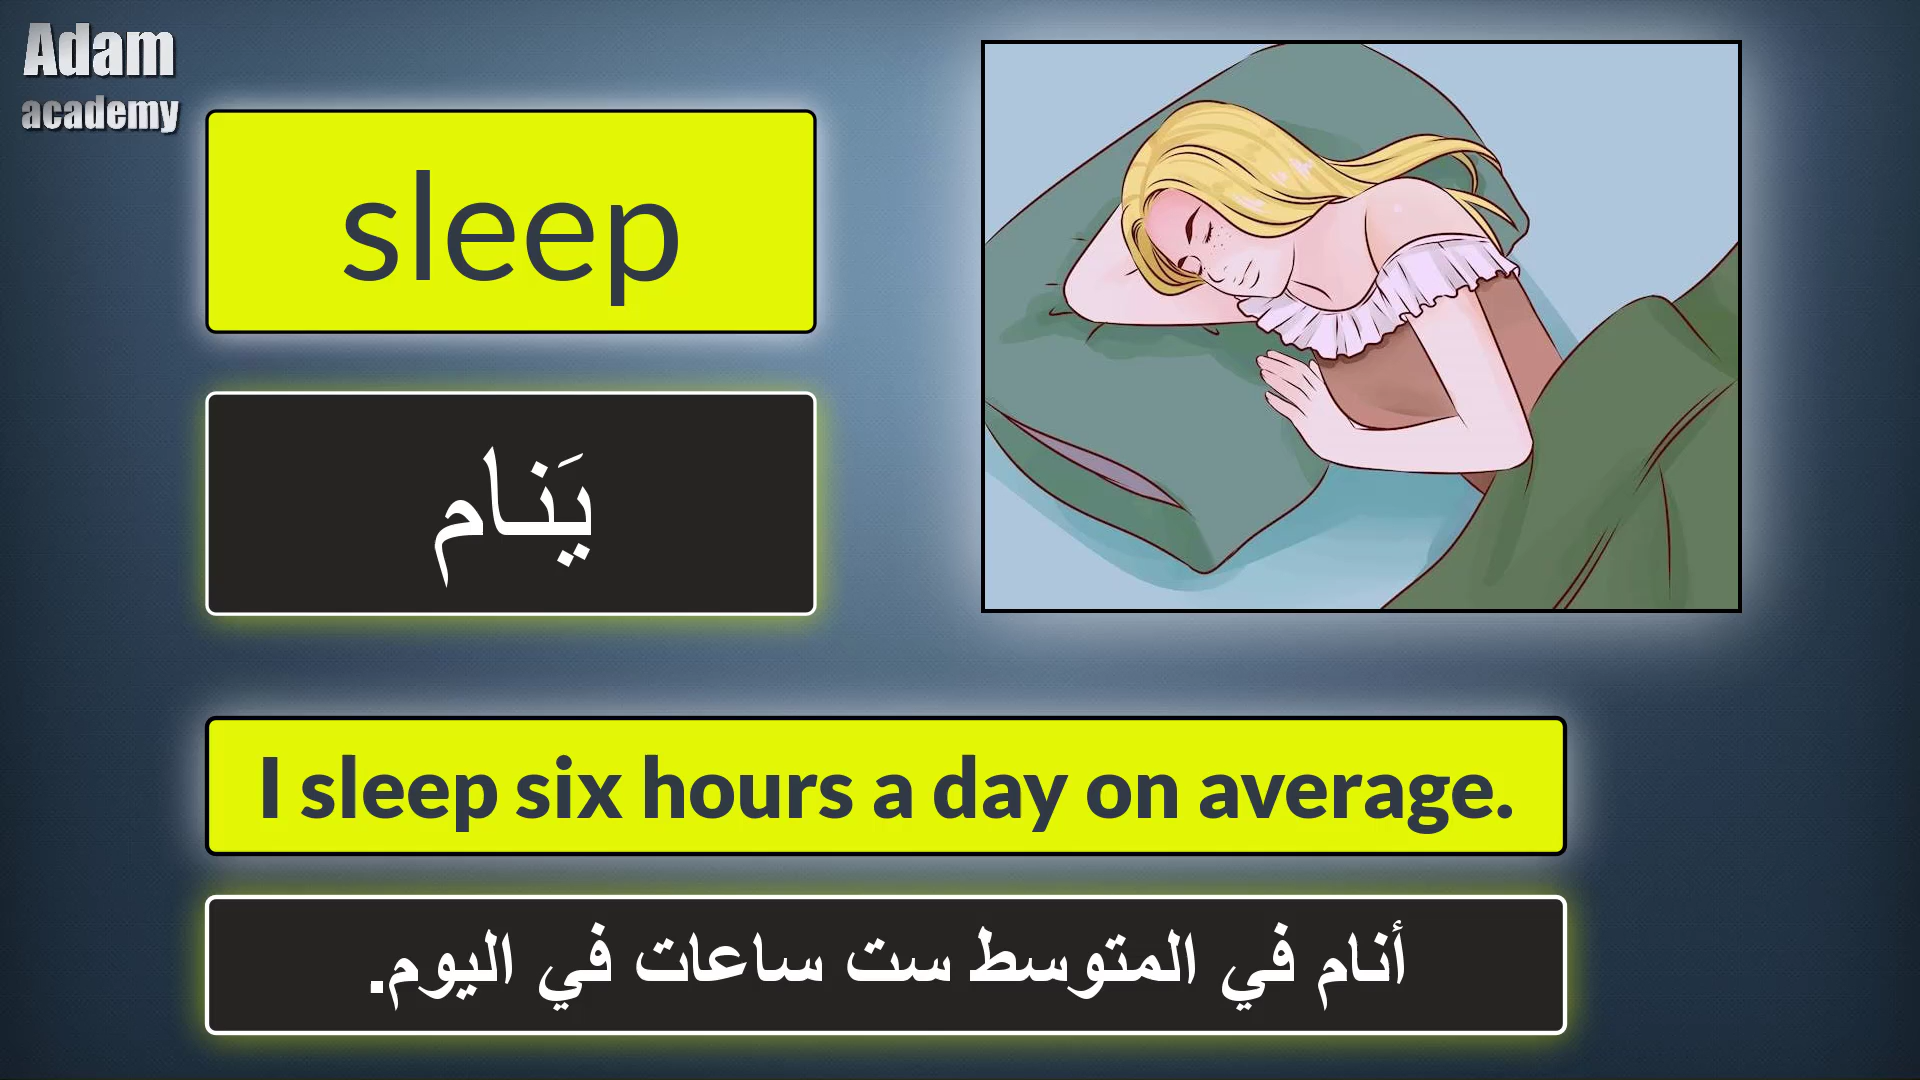 Adam
academy
sleep
يَنام
I sleep six hours a day on average.
أنام في المتوسط ست ساعات في اليوم.